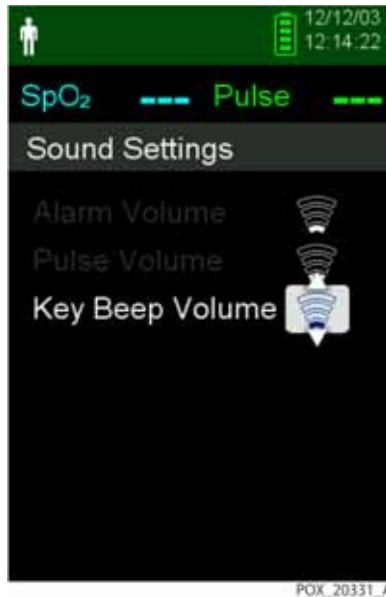 12/12/03
12:14:22
SpO₂ --- Pulse ---
Sound Settings
Alarm Volume
Pulse Volume
Key Beep Volume
POX_20331_